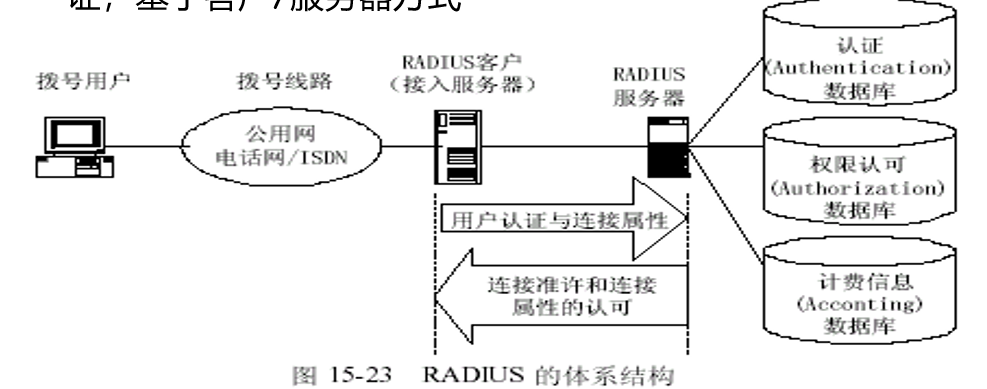 证，基于客户/服务器方式
拨号用户
拨号线路
公用网
电话网/ISDN
RADIUS客户
(接入服务器)
RADIUS
服务器
认证
(Authentication)
数据库
权限认可
(Authorization)
数据库
计费信息
(Acconting)
数据库
用户认证与连接属性
连接准许和连接
属性的认可
图 15-23 RADIUS 的体系结构